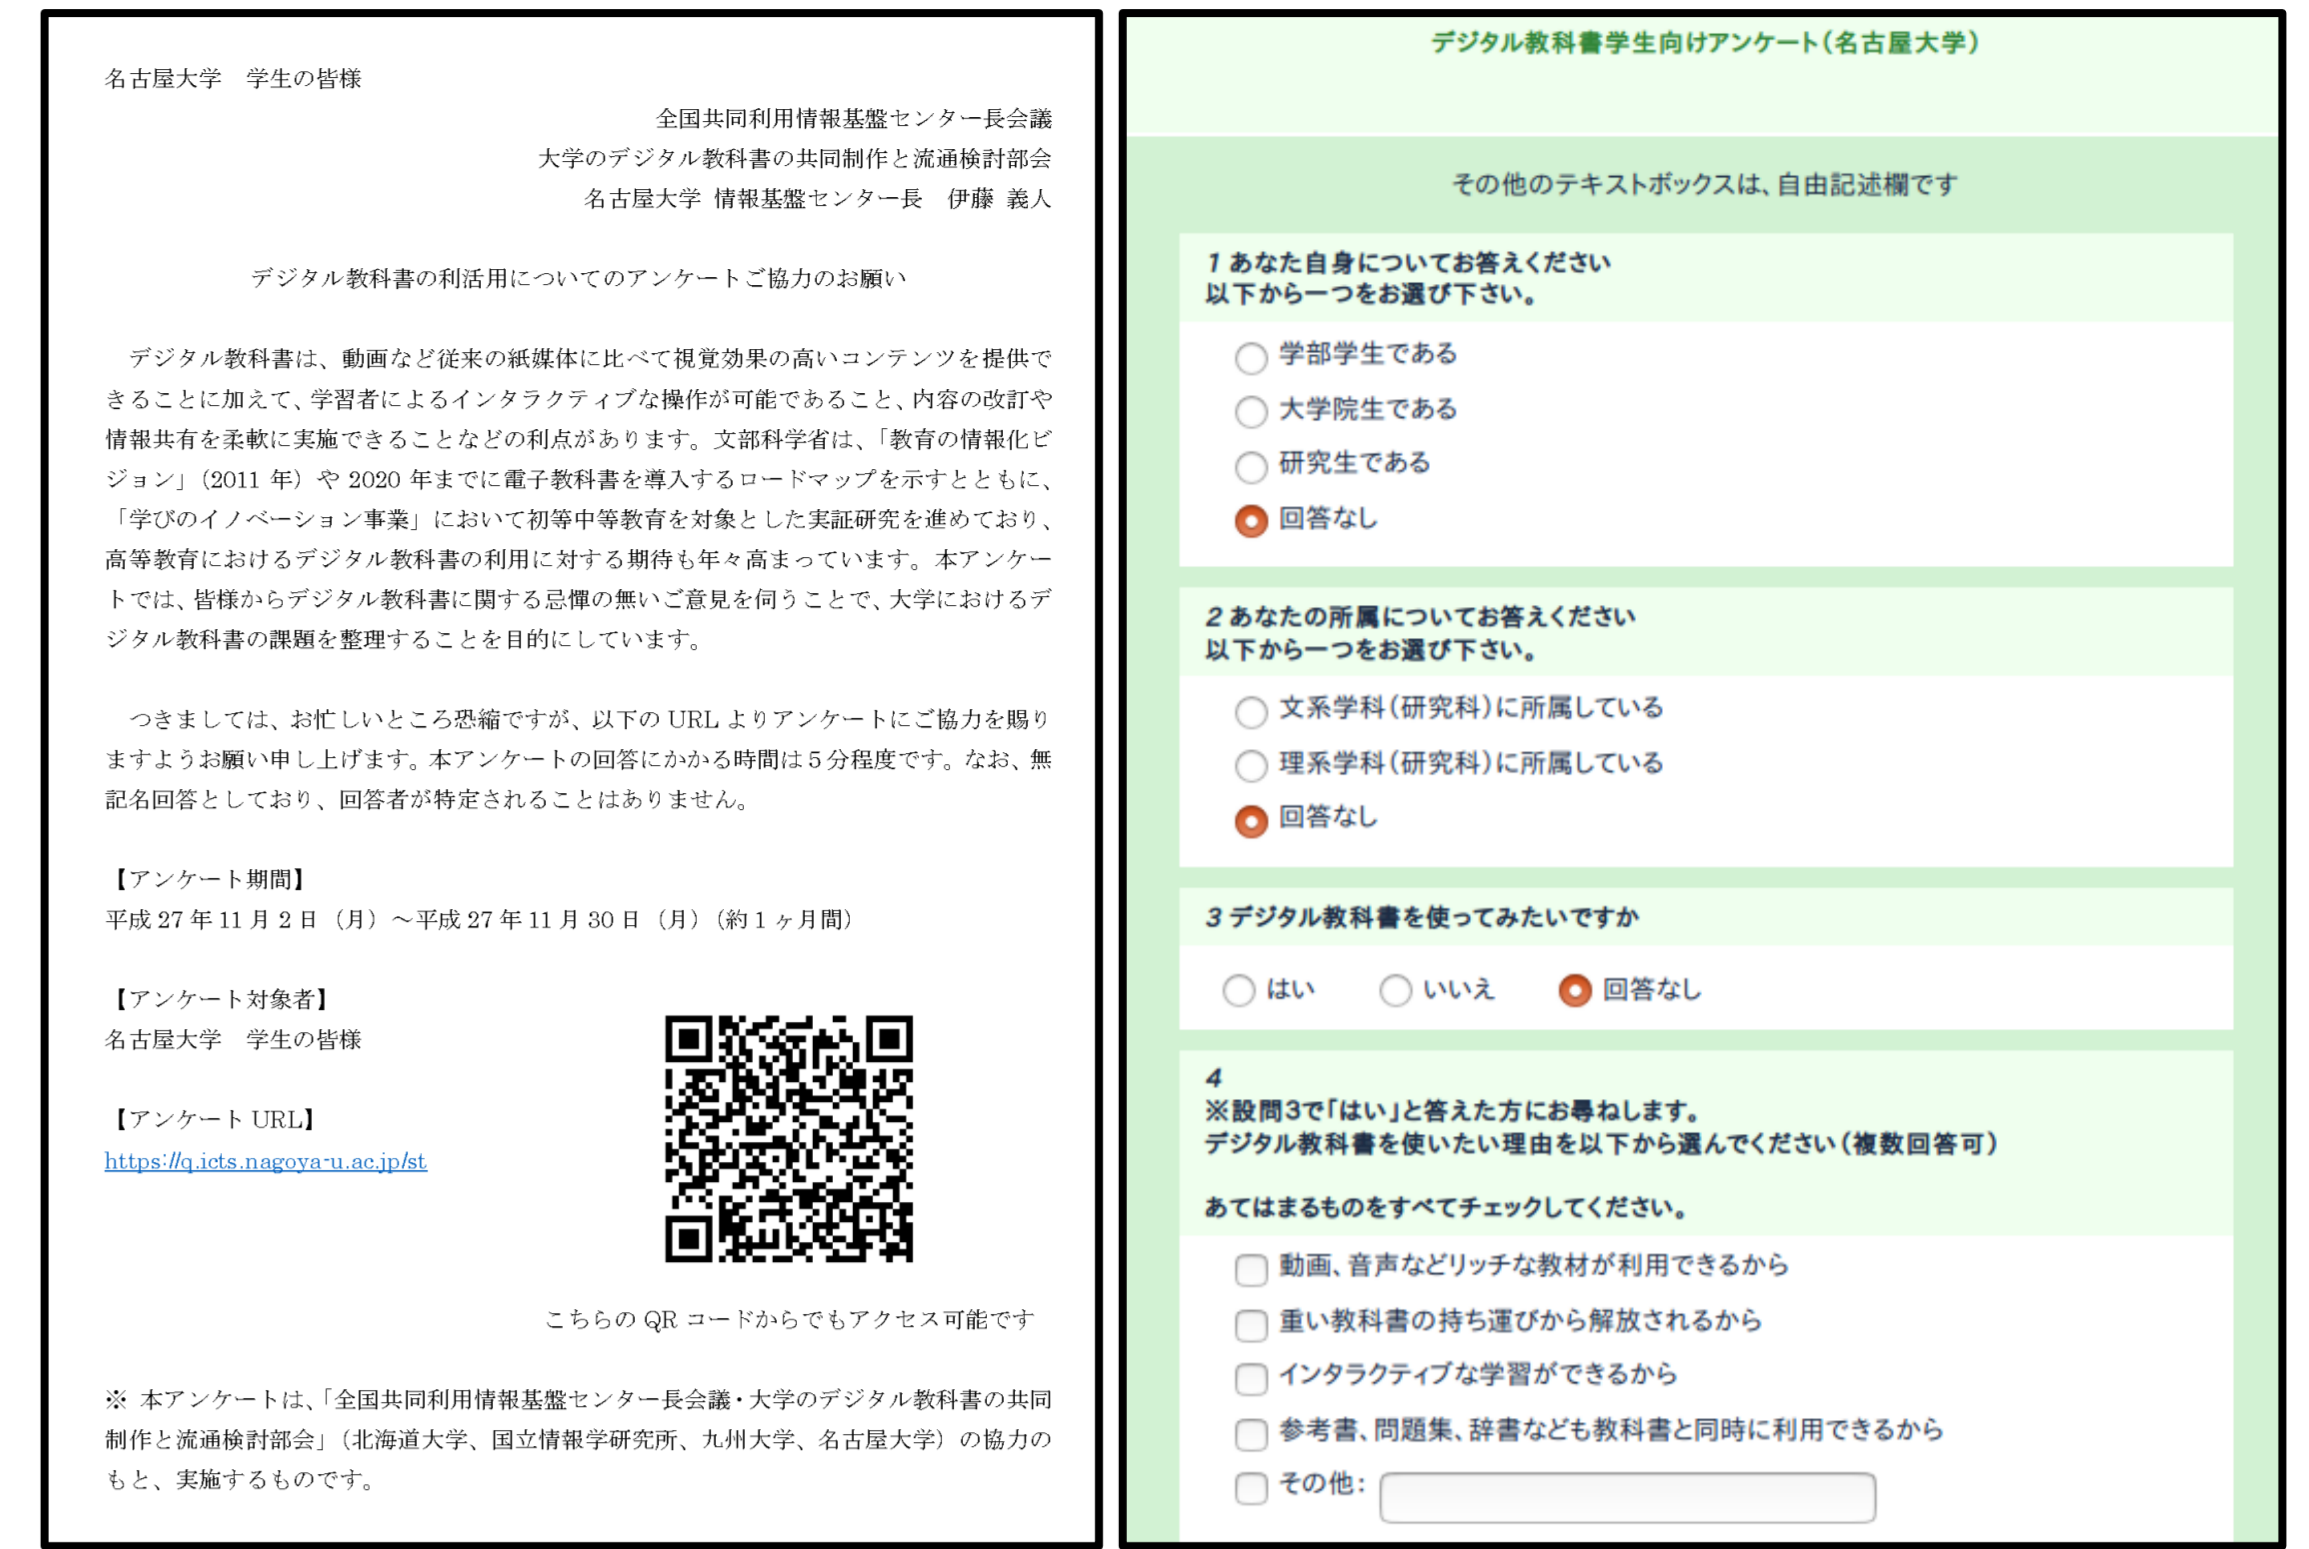 名古屋大学　学生の皆様
全国共同利用情報基盤センター長会議
大学のデジタル教科書の共同制作と流通検討部会
名古屋大学 情報基盤センター長　伊藤 義人
デジタル教科書の利活用についてのアンケートご協力のお願い
デジタル教科書は、動画など従来の紙媒体に比べて視覚効果の高いコンテンツを提供で
きることに加えて、学習者によるインタラクティブな操作が可能であること、内容の改訂や
情報共有を柔軟に実施できることなどの利点があります。文部科学省は、「教育の情報化ビ
ジョン」（2011 年）や 2020 年までに電子教科書を導入するロードマップを示すとともに、
「学びのイノベーション事業」において初等中等教育を対象とした実証研究を進めており、
高等教育におけるデジタル教科書の利用に対する期待も年々高まっています。本アンケー
トでは、皆様からデジタル教科書に関する忌憚の無いご意見を伺うことで、大学におけるデ
ジタル教科書の課題を整理することを目的にしています。
つきましては、お忙しいところ恐縮ですが、以下の URL よりアンケートにご協力を賜り
ますようお願い申し上げます。本アンケートの回答にかかる時間は５分程度です。なお、無
記名回答としており、回答者が特定されることはありません。
【アンケート期間】
平成 27 年 11 月 2 日（月）～平成 27 年 11 月 30 日（月）（約 1 ヶ月間）
【アンケート対象者】
名古屋大学　学生の皆様
【アンケート URL】
https://q.icts.nagoya-u.ac.jp/st
こちらの QR コードからでもアクセス可能です
※ 本アンケートは、「全国共同利用情報基盤センター長会議・大学のデジタル教科書の共同
制作と流通検討部会」（北海道大学、国立情報学研究所、九州大学、名古屋大学）の協力の
もと、実施するものです。
デジタル教科書学生向けアンケート（名古屋大学）
その他のテキストボックスは、自由記述欄です
1 あなた自身についてお答えください
以下から一つをお選び下さい。
学部学生である
大学院生である
研究生である
回答なし
2 あなたの所属についてお答えください
以下から一つをお選び下さい。
文系学科（研究科）に所属している
理系学科（研究科）に所属している
回答なし
3 デジタル教科書を使ってみたいですか
はい　いいえ　回答なし
4
※設問3で「はい」と答えた方にお尋ねします。
デジタル教科書を使いたい理由を以下から選んでください（複数回答可）
あてはまるものをすべてチェックしてください。
動画、音声などリッチな教材が利用できるから
重い教科書の持ち運びから解放されるから
インタラクティブな学習ができるから
参考書、問題集、辞書なども教科書と同時に利用できるから
その他：